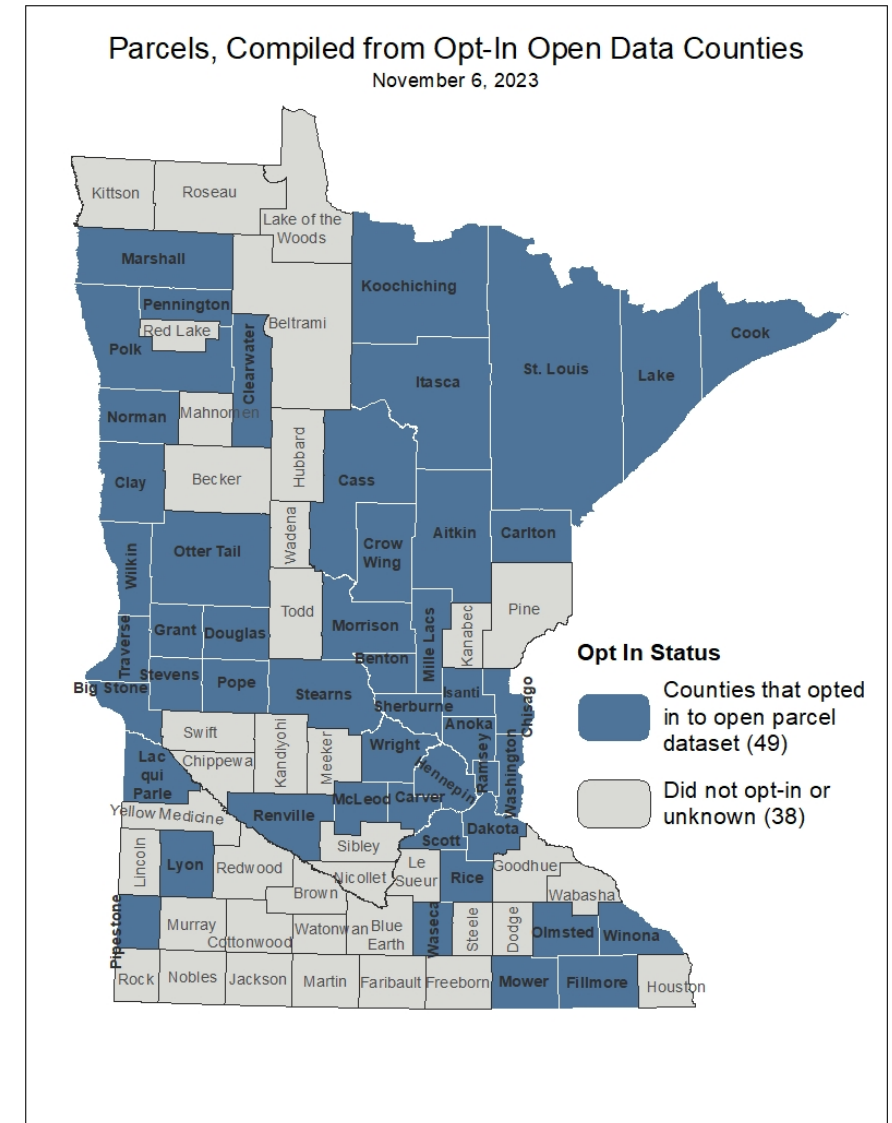 Parcels, Compiled from Opt-In Open Data Counties
November 6, 2023
Kittson
Roseau
Lake of the
Woods
Marshall
Koochiching
Pennington
Beltrami
Red Lake
Polk
Clearwater
Cook
St. Louis
Lake
Itasca
Norman
Mahnomen
Hubbard
Clay
Becker
Cass
Wadena
Aitkin
Carlton
Crow
Wing
Otter Tail
Wilkin
Todd
Pine
Grant
Douglas
Morrison
Mille Lacs
Kanabec
Traverse
Benton
Stevens
Pope
Big Stone
Stearns
Isanti
Sherburne
Chisago
Anoka
Swift
Chippewa
Kandiyohi
Meeker
Wright
Hennepin
Ramsey
Washington
Lac
qui
Parle
McLeod
Carver
Renville
Yellow Medicine
Dakota
Scott
Sibley
Lincoln
Lyon
Redwood
Nicollet
Le
Sueur
Rice
Goodhue
Wabasha
Brown
Pipestone
Murray
Cottonwood
Watonwan
Blue
Earth
Waseca
Steele
Dodge
Olmsted
Winona
Rock
Nobles
Jackson
Martin
Faribault
Freeborn
Mower
Fillmore
Houston
Opt In Status
Counties that opted
in to open parcel
dataset (49)
Did not opt-in or
unknown (38)